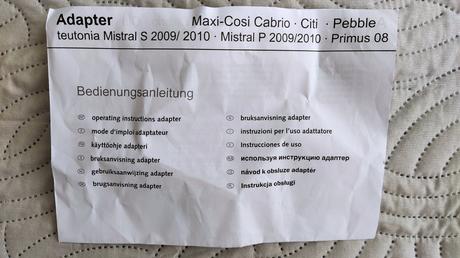 Adapter Maxi-Cosi Cabrio · Citi · Pebble
teutonia Mistral S 2009/ 2010 · Mistral P 2009/2010 · Primus 08
Bedienungsanleitung
operating instructions adapter
mode d'emploi adaptateur
käyttöohje adapteri
bruksanvisning adapter
gebruiksaanwijzing adapter
brugsanvisning adapter
bruksanvisning adapter
instruzioni per l'uso adattatore
Instrucciones de uso
используя инструкцию адаптер
návod k obsluze adaptér
Instrukcja obsługi